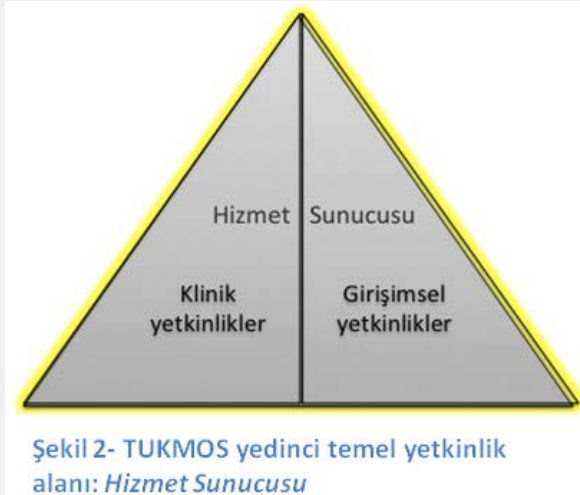 Hizmet Sunucusu
Klinik yetkinlikler
Girişimsel yetkinlikler
Şekil 2- TUKMOS yedinci temel yetkinlik
alanı: Hizmet Sunucusu